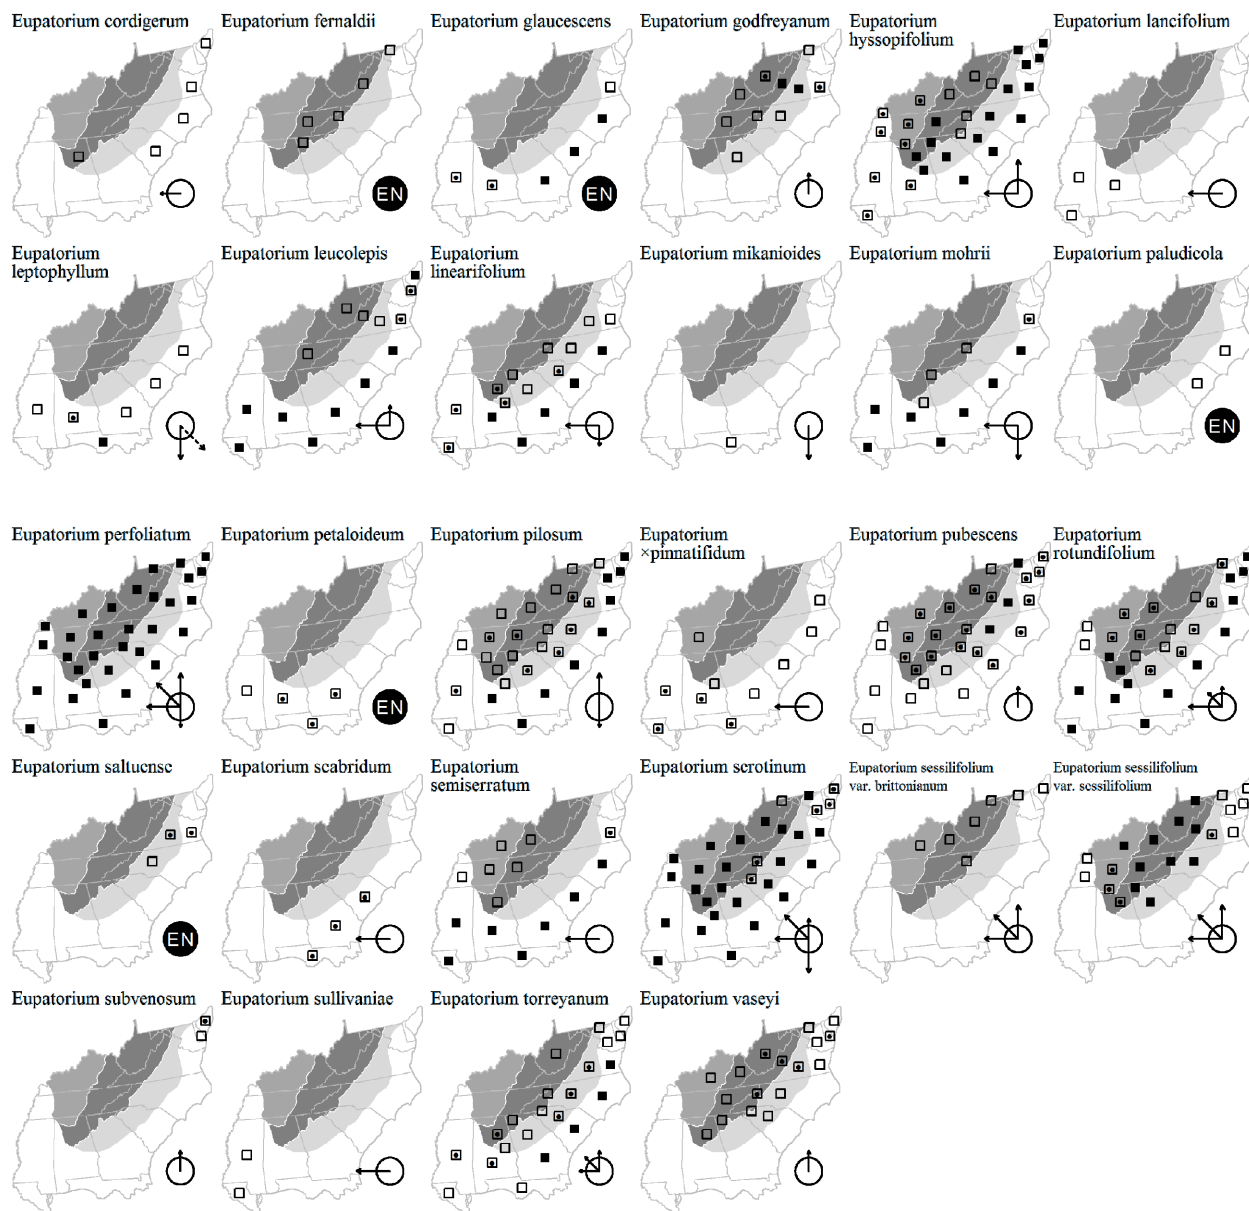 Eupatorium cordigerum
Eupatorium fernaldii
Eupatorium glaucescens
Eupatorium godfreyanum
Eupatorium
hyssopifolium
Eupatorium lancifolium
EN
EN
Eupatorium
leptophyllum
Eupatorium leucolepis
Eupatorium
linearifolium
Eupatorium mikanioides
Eupatorium mohrii
Eupatorium paludicola
EN
Eupatorium perfoliatum
Eupatorium petaloideum
Eupatorium pilosum
Eupatorium
×pinnatifidum
Eupatorium pubescens
Eupatorium
rotundifolium
EN
Eupatorium saltuense
Eupatorium scabridum
Eupatorium
semiserratum
Eupatorium serotinum
Eupatorium sessilifolium
var. brittonianum
Eupatorium sessilifolium
var. sessilifolium
EN
Eupatorium subvenosum
Eupatorium sullivaniae
Eupatorium torreyanum
Eupatorium vaseyi